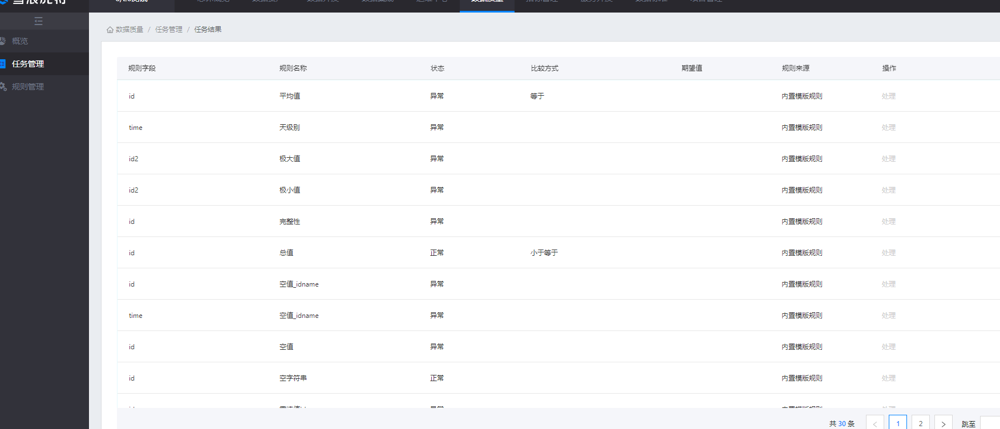 数据质量
概览
任务管理
规则管理
数据质量 / 任务管理 / 任务结果
规则字段 规则名称 状态 比较方式 期望值 规则来源 操作
id 平均值 异常 等于 内置模版规则 处理
time 天级别 异常 内置模版规则 处理
id2 极大值 异常 内置模版规则 处理
id2 极小值 异常 内置模版规则 处理
id 完整性 异常 内置模版规则 处理
id 总值 正常 小于等于 内置模版规则 处理
id 空值_idname 异常 内置模版规则 处理
time 空值_idname 异常 内置模版规则 处理
id 空值 异常 内置模版规则 处理
id 空字符串 正常 内置模版规则 处理
共 30 条 < 1 2 > 跳至